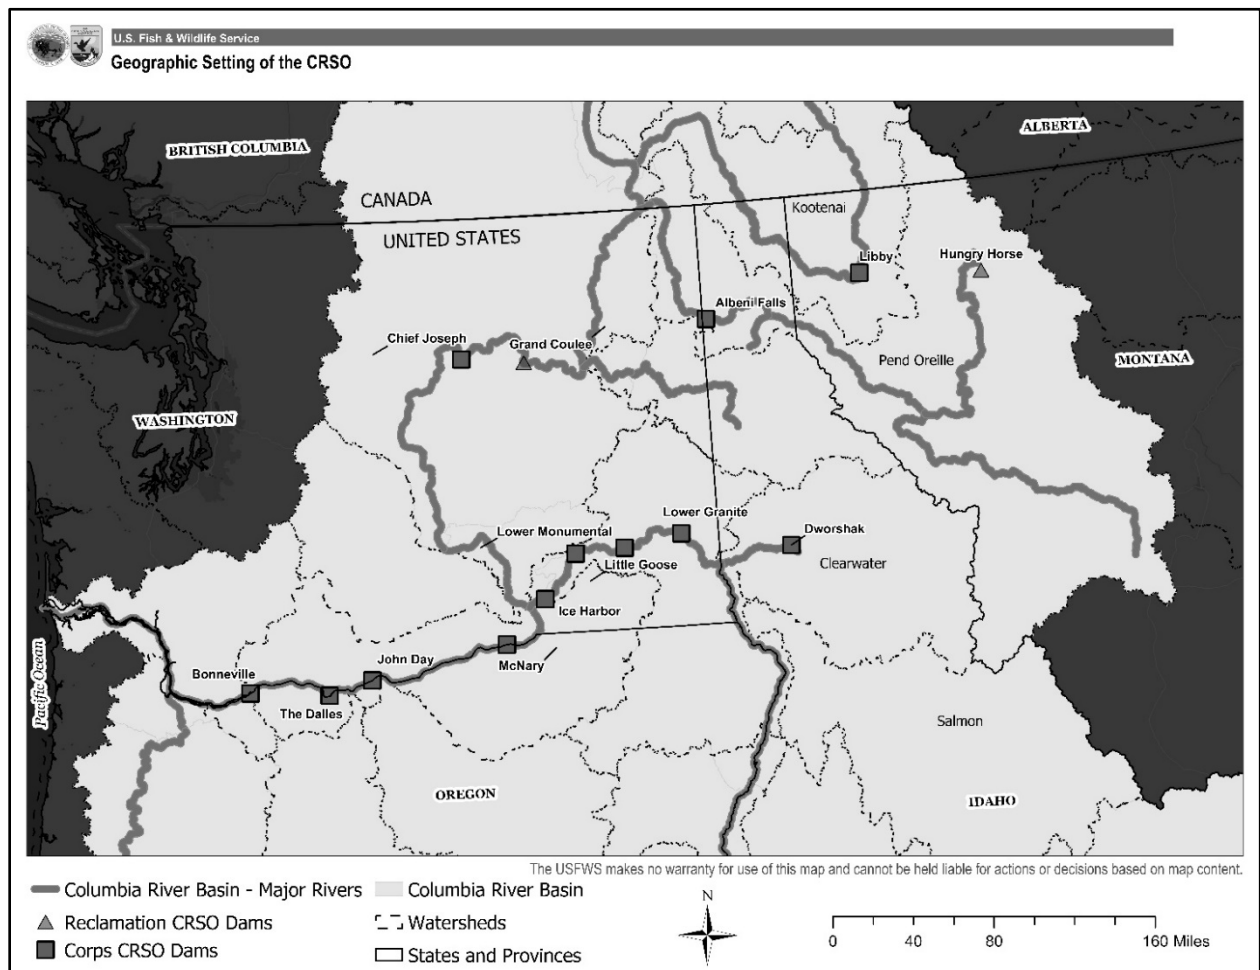 U.S. Fish & Wildlife Service
Geographic Setting of the CRSO
ALBERTA
BRITISH COLUMBIA
CANADA
Kootenai
UNITED STATES
Libby
Hungry Horse
Albeni Falls
Chief Joseph
Grand Coulee
Pend Oreille
MONTANA
WASHINGTON
Lower Granite
Lower Monumental
Dworshak
Little Goose
Clearwater
Ice Harbor
John Day
McNary
Bonneville
Pacific Ocean
The Dalles
Salmon
OREGON
IDAHO
The USFWS makes no warranty for use of this map and cannot be held liable for actions or decisions based on map content.
Columbia River Basin - Major Rivers
Columbia River Basin
Reclamation CRSO Dams
Watersheds
Corps CRSO Dams
States and Provinces
N
0 40 80 160 Miles